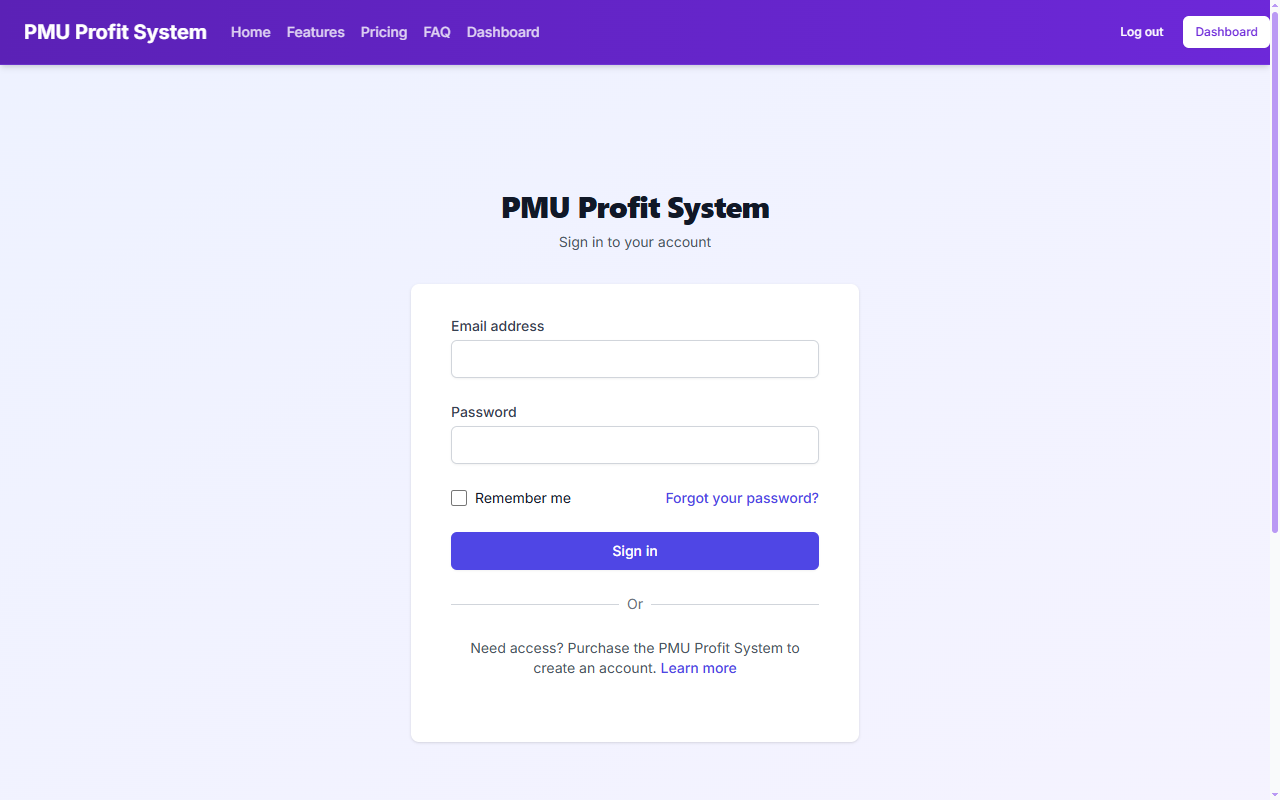 PMU Profit System Home Features Pricing FAQ Dashboard Log out Dashboard
PMU Profit System
Sign in to your account
Email address
Password
Remember me Forgot your password?
Sign in
Or
Need access? Purchase the PMU Profit System to
create an account. Learn more